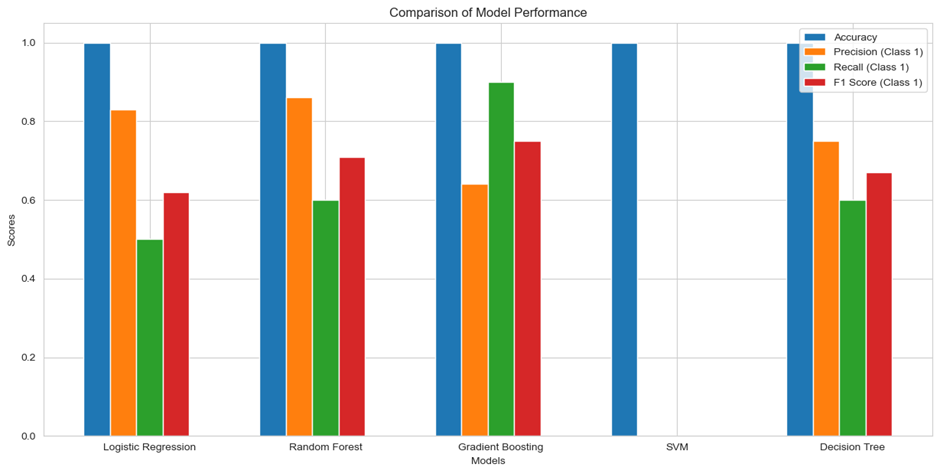 Comparison of Model Performance
Accuracy
Precision (Class 1)
Recall (Class 1)
F1 Score (Class 1)
1.0
0.8
0.6
0.4
0.2
0.0
Scores
Logistic Regression
Random Forest
Gradient Boosting
SVM
Decision Tree
Models